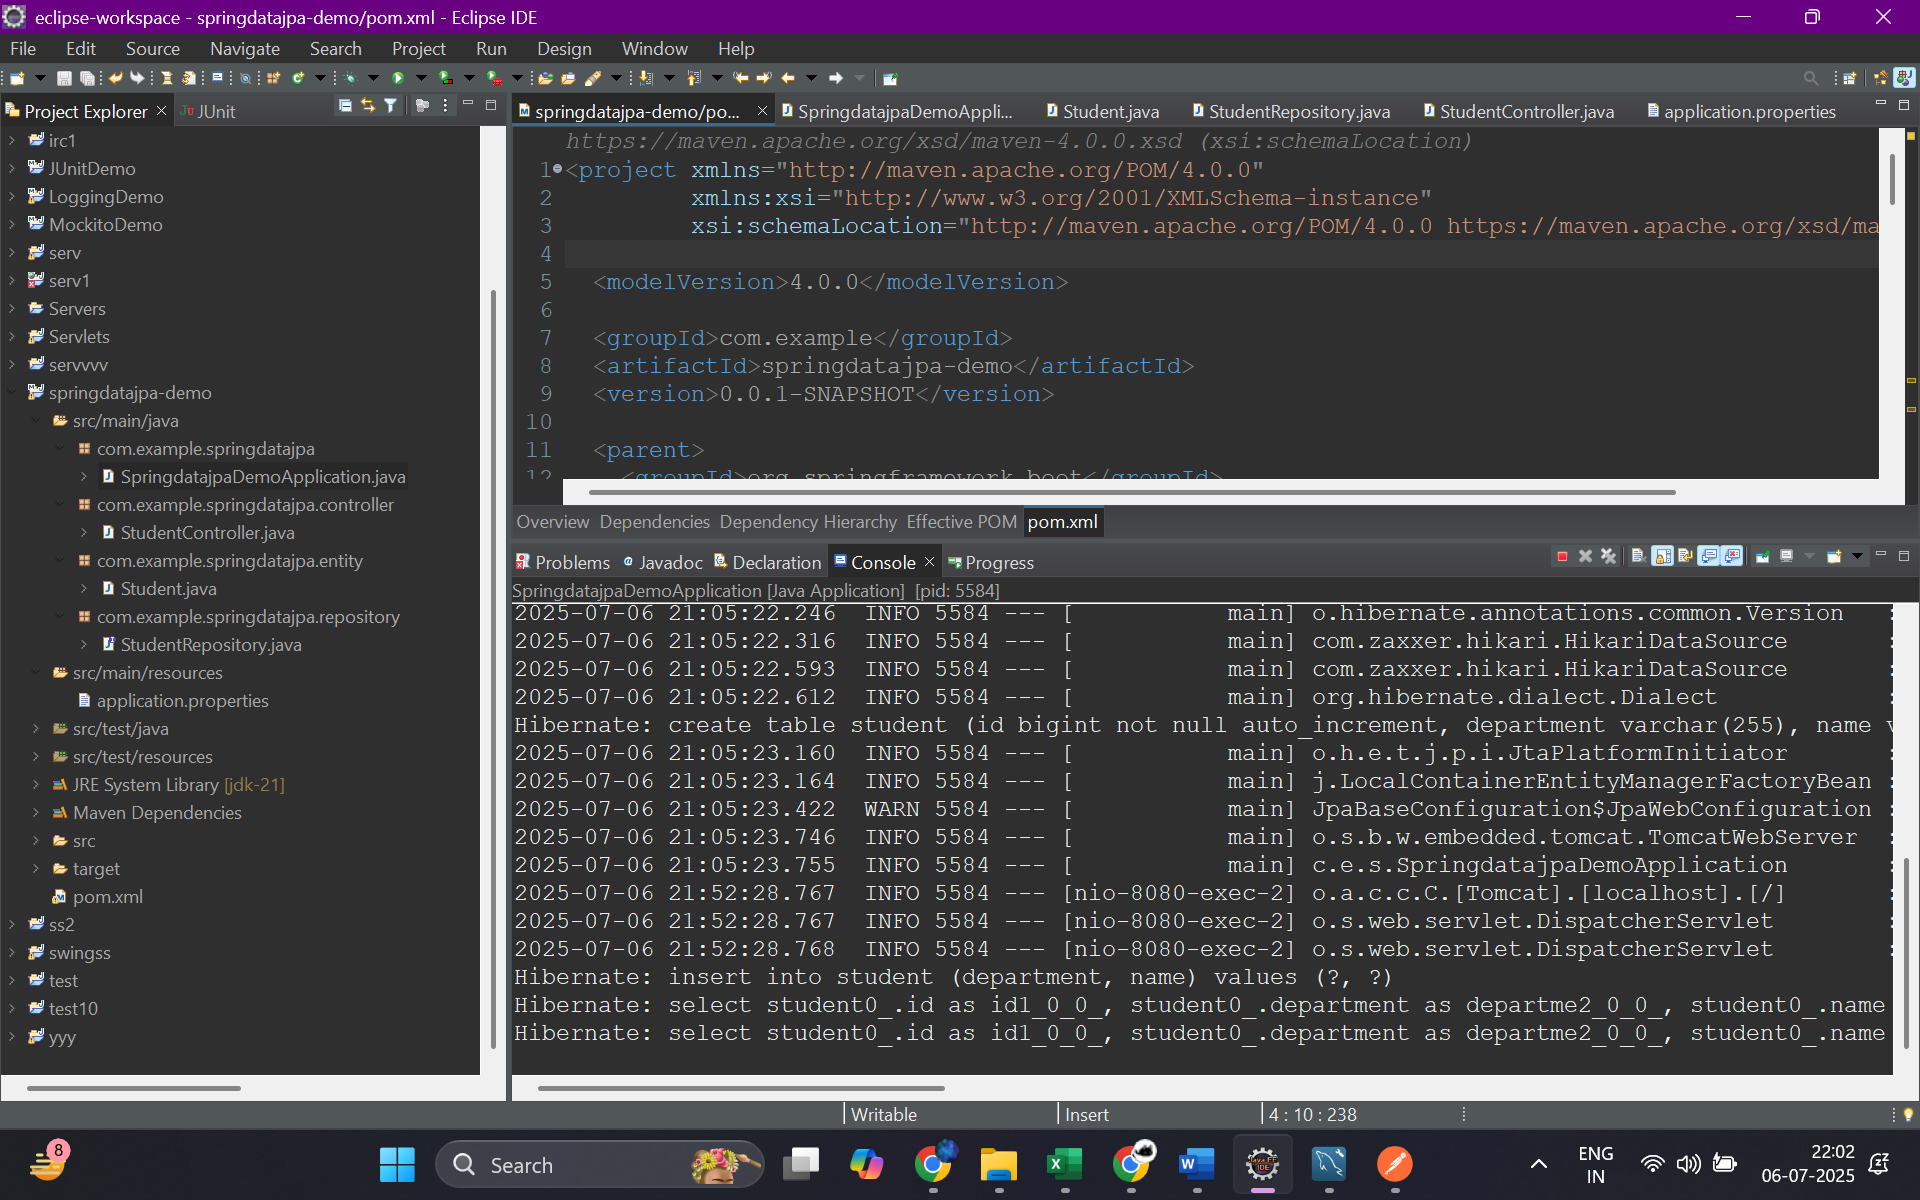 eclipse-workspace - springdatajpa-demo/pom.xml - Eclipse IDE
File Edit Source Navigate Search Project Run Design Window Help
Project Explorer
JUnit
irc1
JUnitDemo
LoggingDemo
MockitoDemo
serv
serv1
Servers
Servlets
servvvv
springdatajpa-demo
src/main/java
com.example.springdatajpa
SpringdatajpaDemoApplication.java
com.example.springdatajpa.controller
StudentController.java
com.example.springdatajpa.entity
Student.java
com.example.springdatajpa.repository
StudentRepository.java
src/main/resources
application.properties
src/test/java
src/test/resources
JRE System Library [jdk-21]
Maven Dependencies
src
target
pom.xml
ss2
swingss
test
test10
yyy
springdatajpa-demo/po... SpringdatajpaDemoAppli... Student.java StudentRepository.java StudentController.java application.properties
https://maven.apache.org/xsd/maven-4.0.0.xsd (xsi:schemaLocation)
1 <project xmlns="http://maven.apache.org/POM/4.0.0"
2 xmlns:xsi="http://www.w3.org/2001/XMLSchema-instance"
3 xsi:schemaLocation="http://maven.apache.org/POM/4.0.0 https://maven.apache.org/xsd/ma
4
5 <modelVersion>4.0.0</modelVersion>
6
7 <groupId>com.example</groupId>
8 <artifactId>springdatajpa-demo</artifactId>
9 <version>0.0.1-SNAPSHOT</version>
10
11 <parent>
12 <groupId>org.springframework.boot</groupId>
Overview Dependencies Dependency Hierarchy Effective POM pom.xml
Problems Javadoc Declaration Console Progress
SpringdatajpaDemoApplication [Java Application] [pid: 5584]
2025-07-06 21:05:22.246 INFO 5584 --- [ main] o.hibernate.annotations.common.Version :
2025-07-06 21:05:22.316 INFO 5584 --- [ main] com.zaxxer.hikari.HikariDataSource :
2025-07-06 21:05:22.593 INFO 5584 --- [ main] com.zaxxer.hikari.HikariDataSource :
2025-07-06 21:05:22.612 INFO 5584 --- [ main] org.hibernate.dialect.Dialect :
Hibernate: create table student (id bigint not null auto_increment, department varchar(255), name v
2025-07-06 21:05:23.160 INFO 5584 --- [ main] o.h.e.t.j.p.i.JtaPlatformInitiator :
2025-07-06 21:05:23.164 INFO 5584 --- [ main] j.LocalContainerEntityManagerFactoryBean :
2025-07-06 21:05:23.422 WARN 5584 --- [ main] JpaBaseConfiguration$JpaWebConfiguration :
2025-07-06 21:05:23.746 INFO 5584 --- [ main] o.s.b.w.embedded.tomcat.TomcatWebServer :
2025-07-06 21:05:23.755 INFO 5584 --- [ main] c.e.s.SpringdatajpaDemoApplication :
2025-07-06 21:52:28.767 INFO 5584 --- [nio-8080-exec-2] o.a.c.c.C.[Tomcat].[localhost].[/] :
2025-07-06 21:52:28.767 INFO 5584 --- [nio-8080-exec-2] o.s.web.servlet.DispatcherServlet :
2025-07-06 21:52:28.768 INFO 5584 --- [nio-8080-exec-2] o.s.web.servlet.DispatcherServlet :
Hibernate: insert into student (department, name) values (?, ?)
Hibernate: select student0_.id as id1_0_0_, student0_.department as departme2_0_0_, student0_.name
Hibernate: select student0_.id as id1_0_0_, student0_.department as departme2_0_0_, student0_.name
Writable Insert 4 : 10 : 238
8
Search
ENG
IN
22:02
06-07-2025